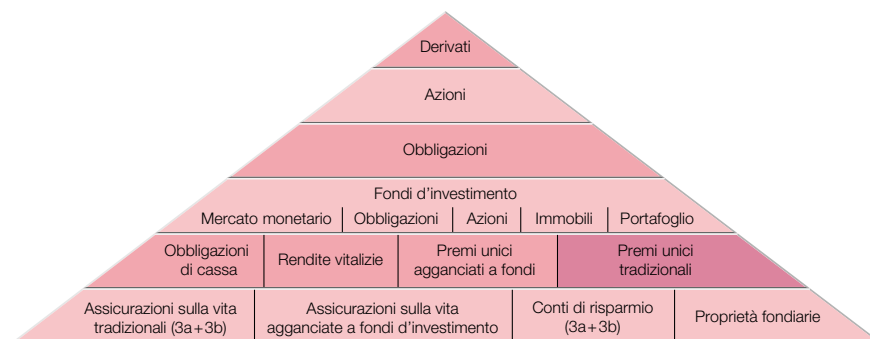 Derivati
Azioni
Obbligazioni
Fondi d’investimento
Mercato monetario
Obbligazioni
Azioni
Immobili
Portafoglio
Obbligazioni
di cassa
Rendite vitalizie
Premi unici
agganciati a fondi
Premi unici
tradizionali
Assicurazioni sulla vita
tradizionali (3a+3b)
Assicurazioni sulla vita
agganciate a fondi d’investimento
Conti di risparmio
(3a+3b)
Proprietà fondiarie